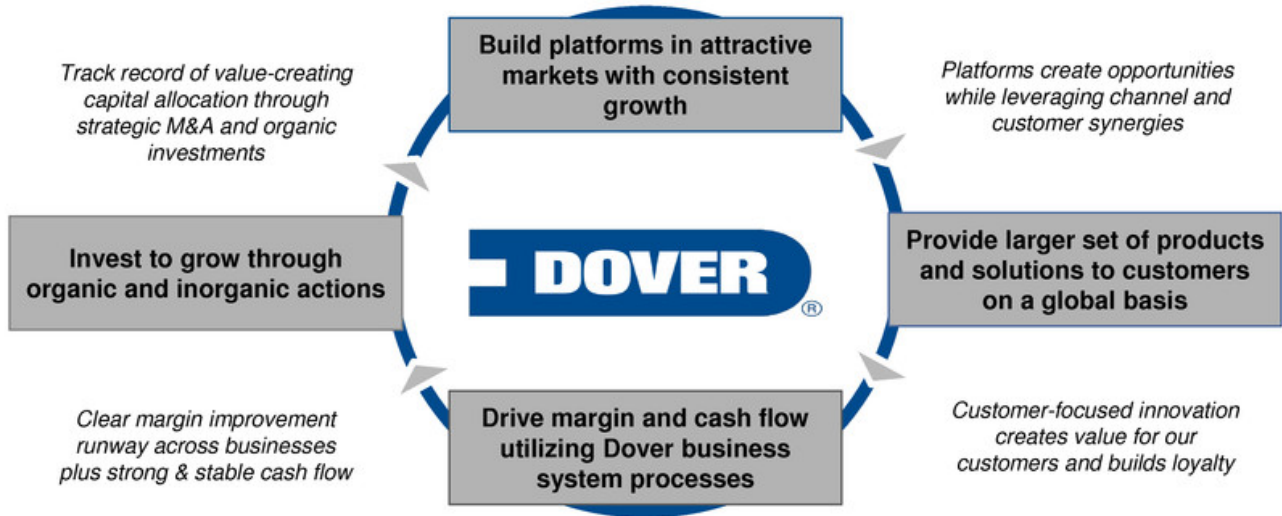 Build platforms in attractive
markets with consistent
growth
Track record of value-creating
capital allocation through
strategic M&A and organic
investments
Platforms create opportunities
while leveraging channel and
customer synergies
Invest to grow through
organic and inorganic actions
DOVER
®
Provide larger set of products
and solutions to customers
on a global basis
Clear margin improvement
runway across businesses
plus strong & stable cash flow
Drive margin and cash flow
utilizing Dover business
system processes
Customer-focused innovation
creates value for our
customers and builds loyalty